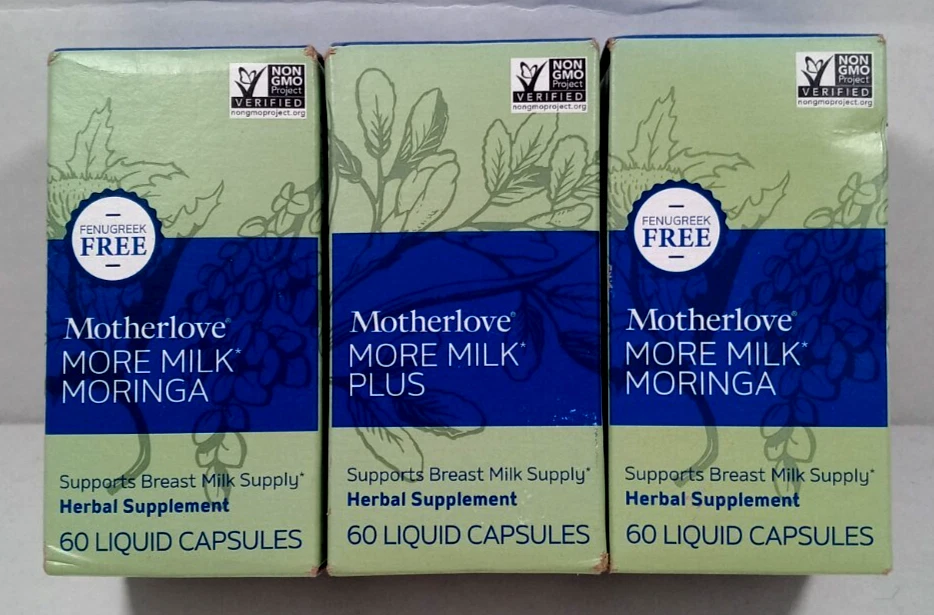 NON
GMO
Project
VERIFIED
nongmoproject.org
FENUGREEK
FREE
Motherlove®
MORE MILK*
MORINGA
Supports Breast Milk Supply*
Herbal Supplement
60 LIQUID CAPSULES
NON
GMO
Project
VERIFIED
nongmoproject.org
Motherlove®
MORE MILK*
PLUS
Supports Breast Milk Supply*
Herbal Supplement
60 LIQUID CAPSULES
NON
GMO
Project
VERIFIED
nongmoproject.org
FENUGREEK
FREE
Motherlove®
MORE MILK*
MORINGA
Supports Breast Milk Supply*
Herbal Supplement
60 LIQUID CAPSULES